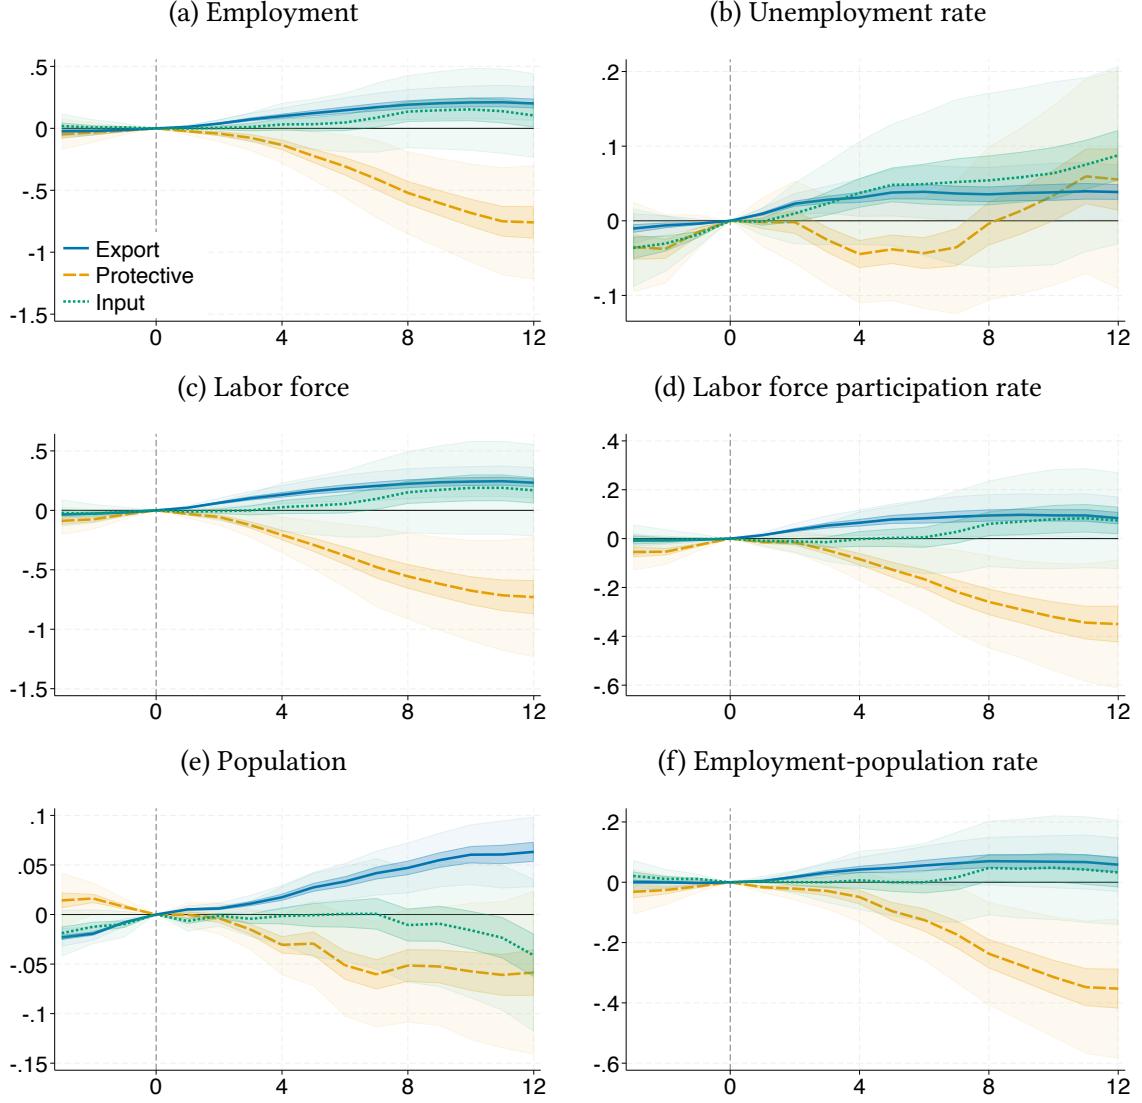 (a) Employment
.5
0
-.5
-1
-1.5
Export
Protective
Input
0 4 8 12
(b) Unemployment rate
.2
.1
0
-.1
0 4 8 12
(c) Labor force
.5
0
-.5
-1
-1.5
0 4 8 12
(d) Labor force participation rate
.4
.2
0
-.2
-.4
-.6
0 4 8 12
(e) Population
.1
.05
0
-.05
-.1
-.15
0 4 8 12
(f) Employment-population rate
.2
0
-.2
-.4
-.6
0 4 8 12